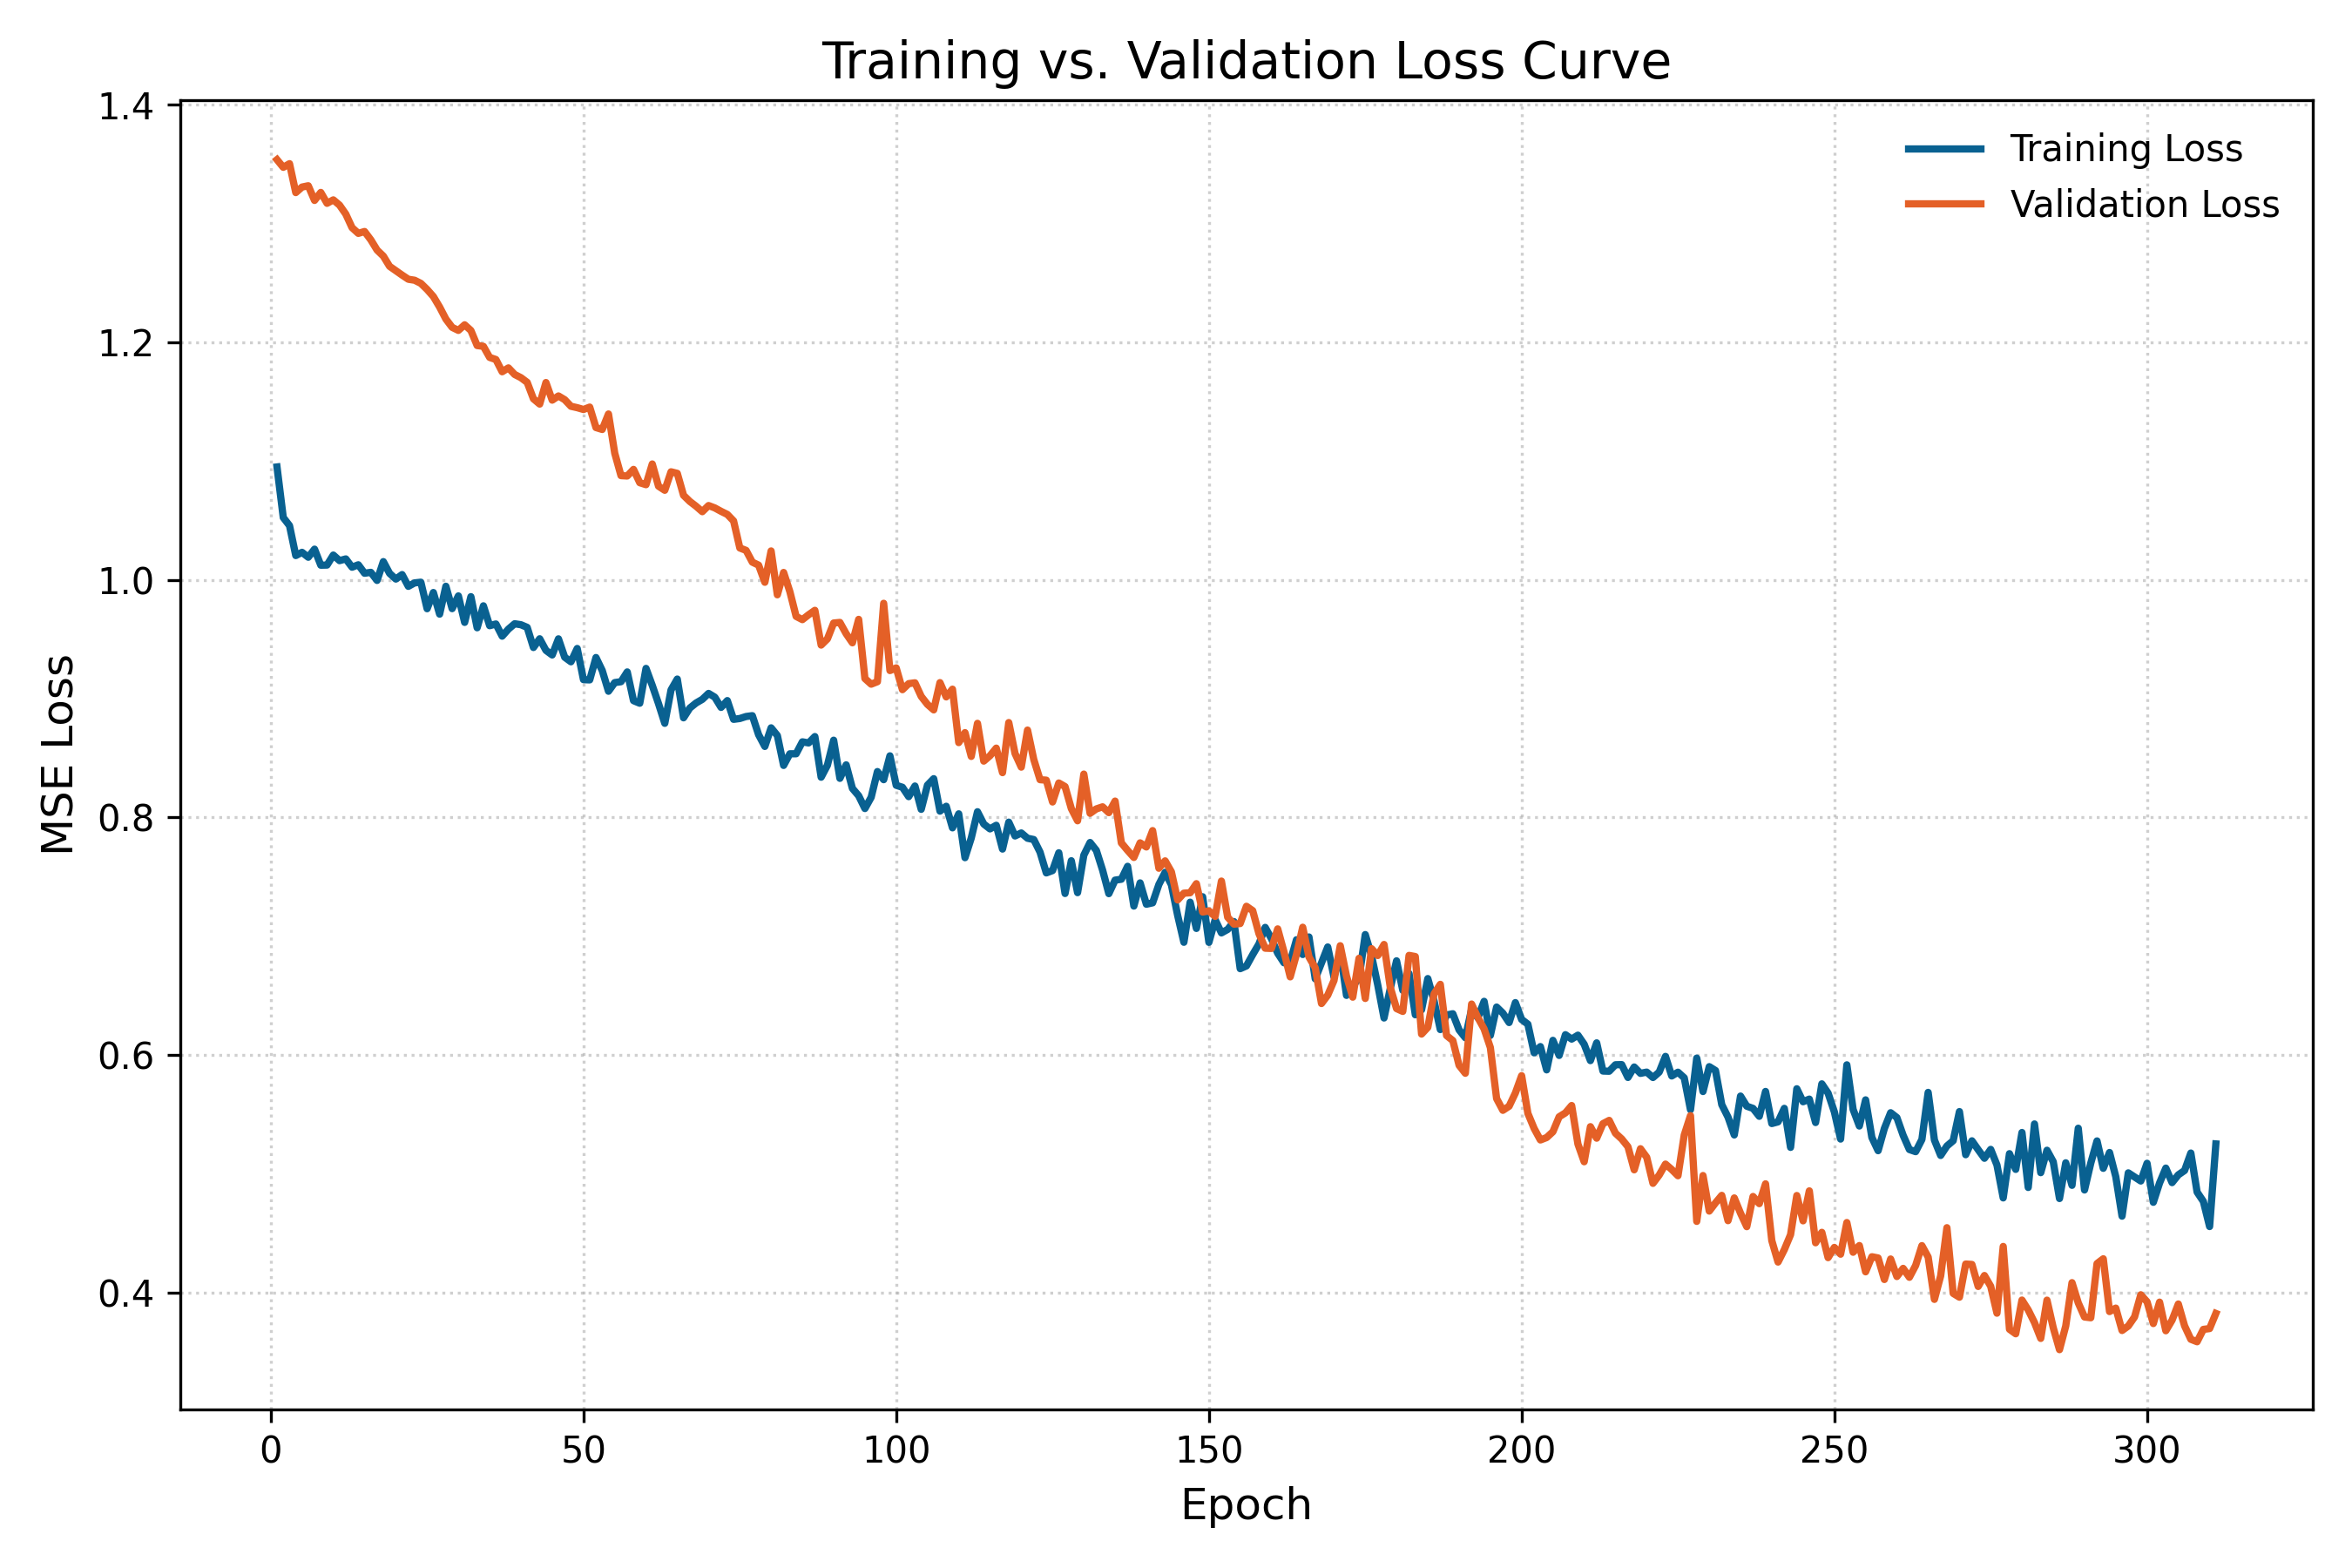 Training vs. Validation Loss Curve
Training Loss
Validation Loss
MSE Loss
1.4
1.2
1.0
0.8
0.6
0.4
0 50 100 150 200 250 300
Epoch